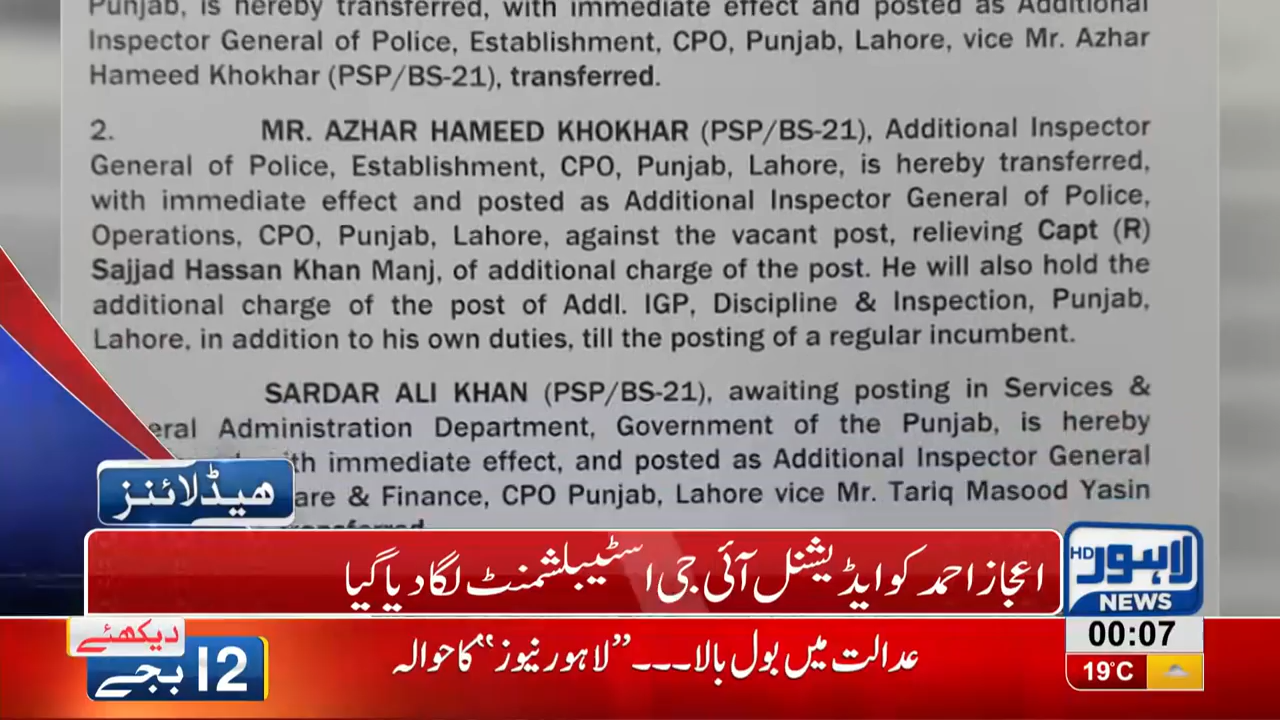 Punjab, is hereby transferred, with immediate effect and posted as Additional
Inspector General of Police, Establishment, CPO, Punjab, Lahore, vice Mr. Azhar
Hameed Khokhar (PSP/BS-21), transferred.
2. MR. AZHAR HAMEED KHOKHAR (PSP/BS-21), Additional Inspector
General of Police, Establishment, CPO, Punjab, Lahore, is hereby transferred,
with immediate effect and posted as Additional Inspector General of Police,
Operations, CPO, Punjab, Lahore, against the vacant post, relieving Capt (R)
Sajjad Hassan Khan Manj, of additional charge of the post. He will also hold the
additional charge of the post of Addl. IGP, Discipline & Inspection, Punjab,
Lahore, in addition to his own duties, till the posting of a regular incumbent.
SARDAR ALI KHAN (PSP/BS-21), awaiting posting in Services &
eral Administration Department, Government of the Punjab, is hereby
th immediate effect, and posted as Additional Inspector General
are & Finance, CPO Punjab, Lahore vice Mr. Tariq Masood Yasin
ہیڈلائنز
اعجاز احمد کو ایڈیشنل آئی جی اسٹیبلشمنٹ لگا دیا گیا
HD لاہور
NEWS
00:07
19°C
عدالت میں بول بالا۔۔۔ ”لاہور نیوز“ کا حوالہ
دیکھئے
12 بجے